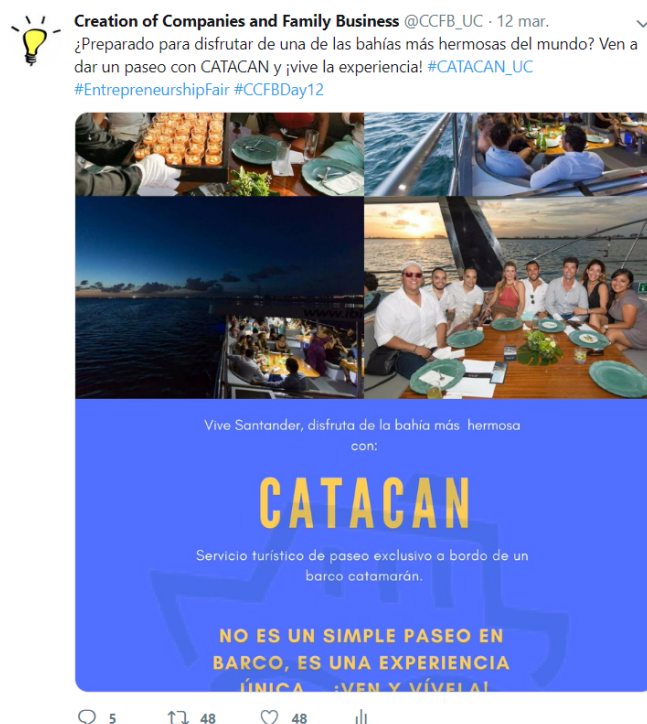 Creation of Companies and Family Business @CCFB_UC · 12 mar.
¿Preparado para disfrutar de una de las bahías más hermosas del mundo? Ven a
dar un paseo con CATACAN y ¡vive la experiencia! #CATACAN_UC
#EntrepreneurshipFair #CCFBDay12
Vive Santander, disfruta de la bahía más hermosa
con:
CATACAN
Servicio turístico de paseo exclusivo a bordo de un
barco catamarán.
NO ES UN SIMPLE PASEO EN
BARCO, ES UNA EXPERIENCIA
ÚNICA... ¡VEN Y VÍVELA!
5 48 48